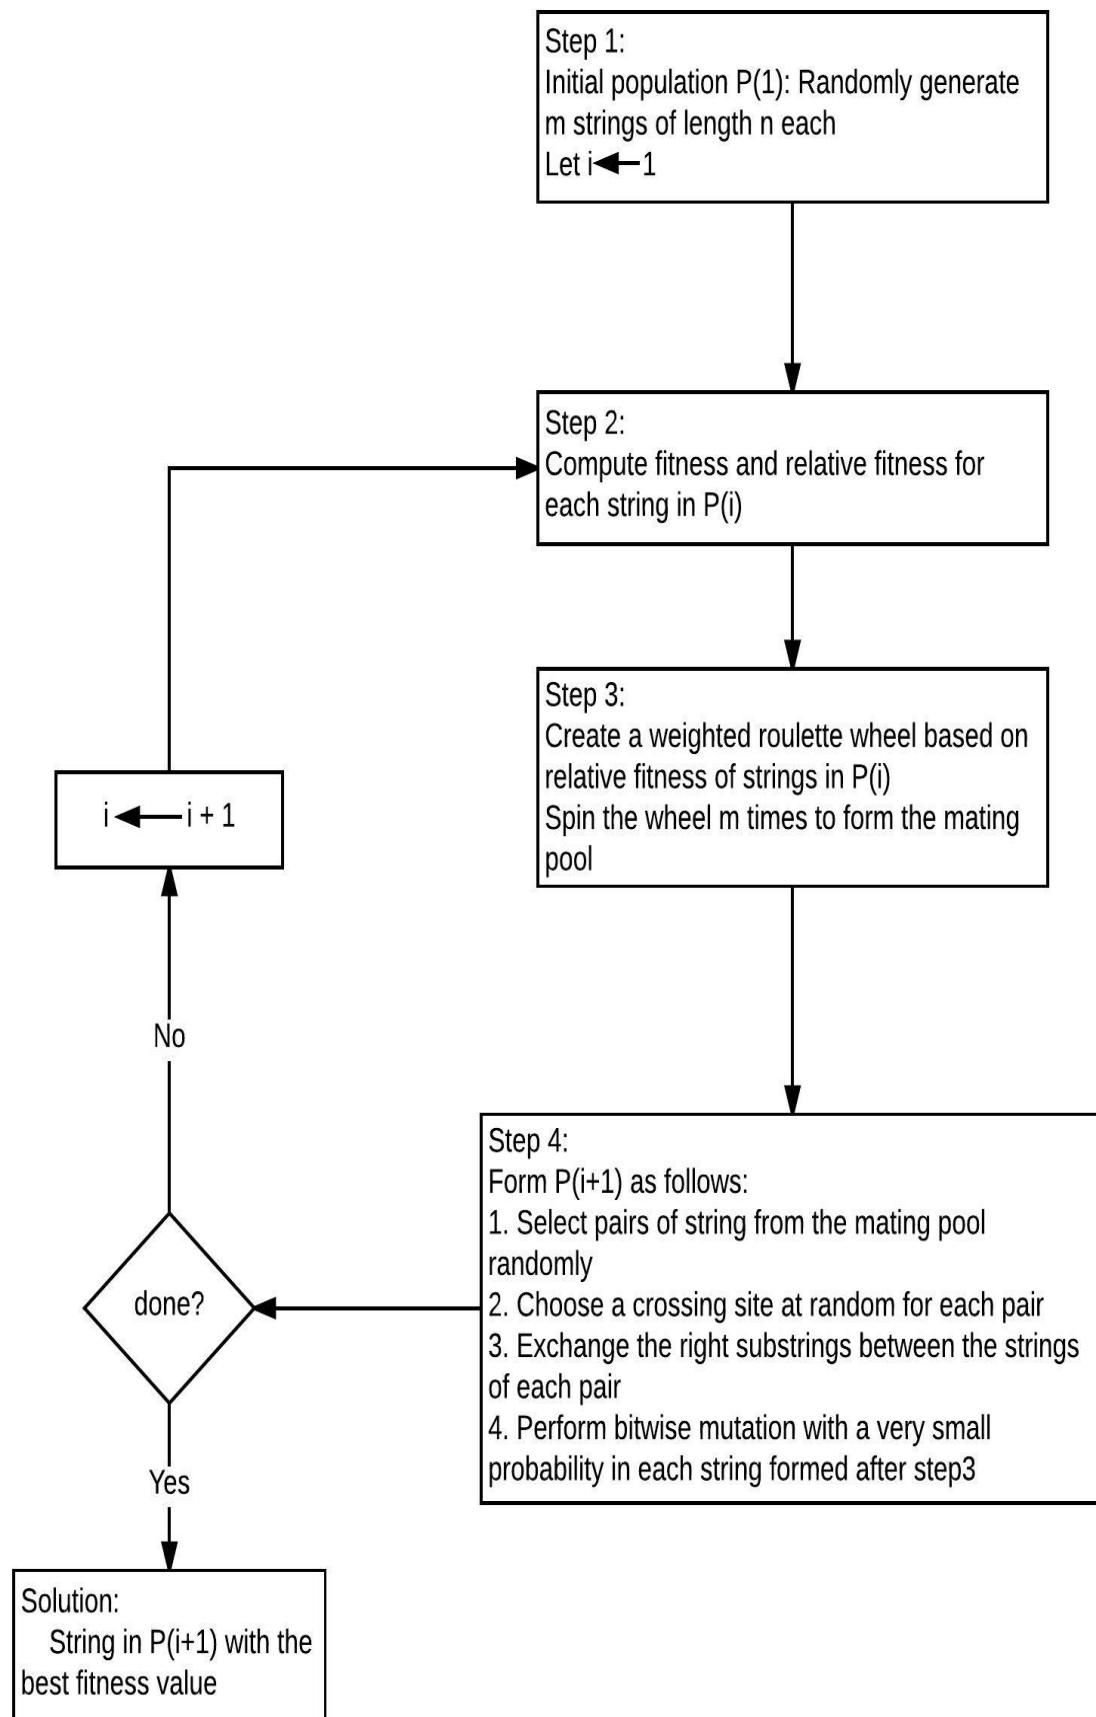 Step 1:
Initial population P(1): Randomly generate
m strings of length n each
Let i←1
Step 2:
Compute fitness and relative fitness for
each string in P(i)
Step 3:
Create a weighted roulette wheel based on
relative fitness of strings in P(i)
Spin the wheel m times to form the mating
pool
i ← i + 1
No
Step 4:
Form P(i+1) as follows:
1. Select pairs of string from the mating pool
randomly
2. Choose a crossing site at random for each pair
3. Exchange the right substrings between the strings
of each pair
4. Perform bitwise mutation with a very small
probability in each string formed after step3
done?
Yes
Solution:
String in P(i+1) with the
best fitness value